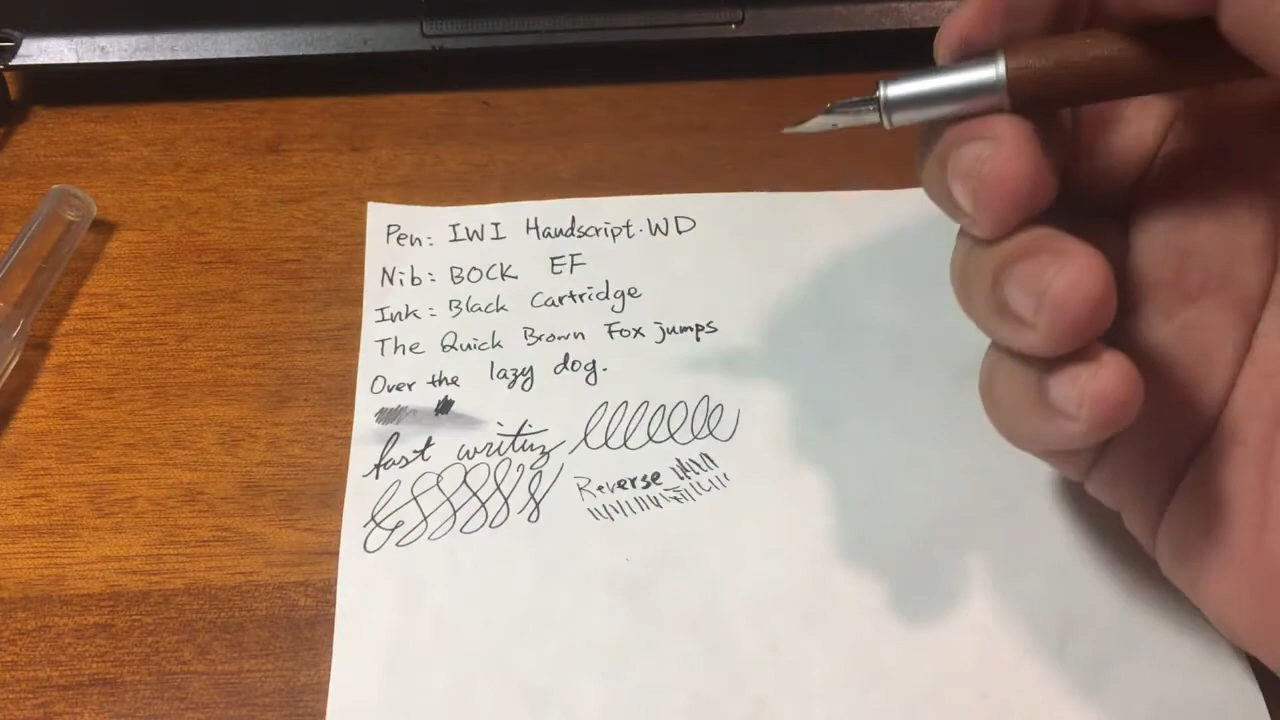 Pen: IWI Handscript.WD
Nib: BOCK EF
Ink: Black Cartridge
The Quick Brown Fox jumps
Over the lazy dog.
fast writing
Reverse